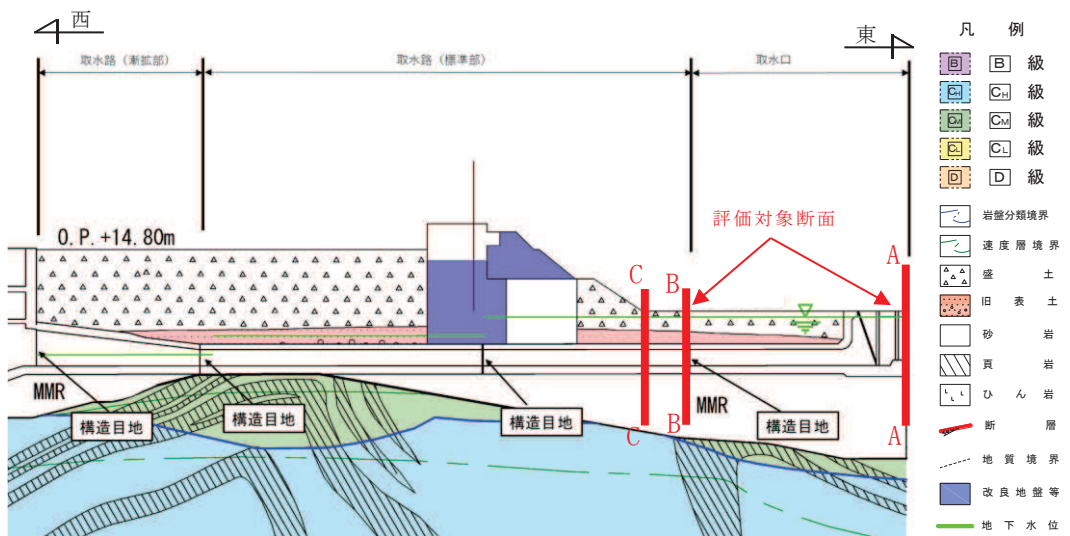 西
東
取水路（漸拡部）
取水路（標準部）
取水口
O.P.+14.80m
評価対象断面
A
B
C
MMR
MMR
構造目地
構造目地
構造目地
構造目地
C
B
A
凡例
B B 級
CH CH 級
CM CM 級
CL CL 級
D D 級
岩盤分類境界
速度層境界
盛土
旧表土
砂岩
頁岩
ひん岩
断層
地質境界
改良地盤等
地下水位